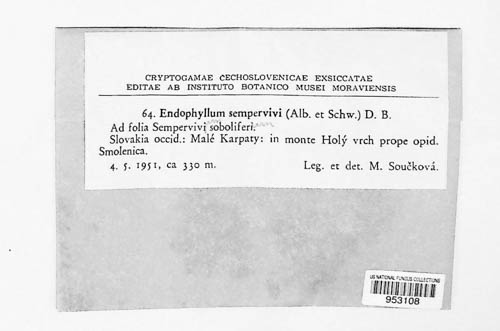 CRYPTOGAMAE ČECHOSLOVENICAE EXSICCATAE
EDITAE AB INSTITUTO BOTANICO MUSEI MORAVIENSIS
64. Endophyllum sempervivi (Alb. et Schw.) D. B.
Ad folia Sempervivi soboliferi.
Slovakia occid.: Malé Karpaty: in monte Holý vrch prope opid.
Smolenica.
4. 5. 1951, ca 330 m. Leg. et det. M. Součková.
US NATIONAL FUNGUS COLLECTIONS
953108